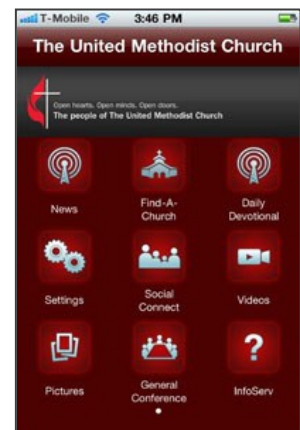 T-Mobile 3:46 PM
The United Methodist Church
Open hearts. Open minds. Open doors.
The people of The United Methodist Church
News
Find-A-
Church
Daily
Devotional
Settings
Social
Connect
Videos
Pictures
General
Conference
?
InfoServ